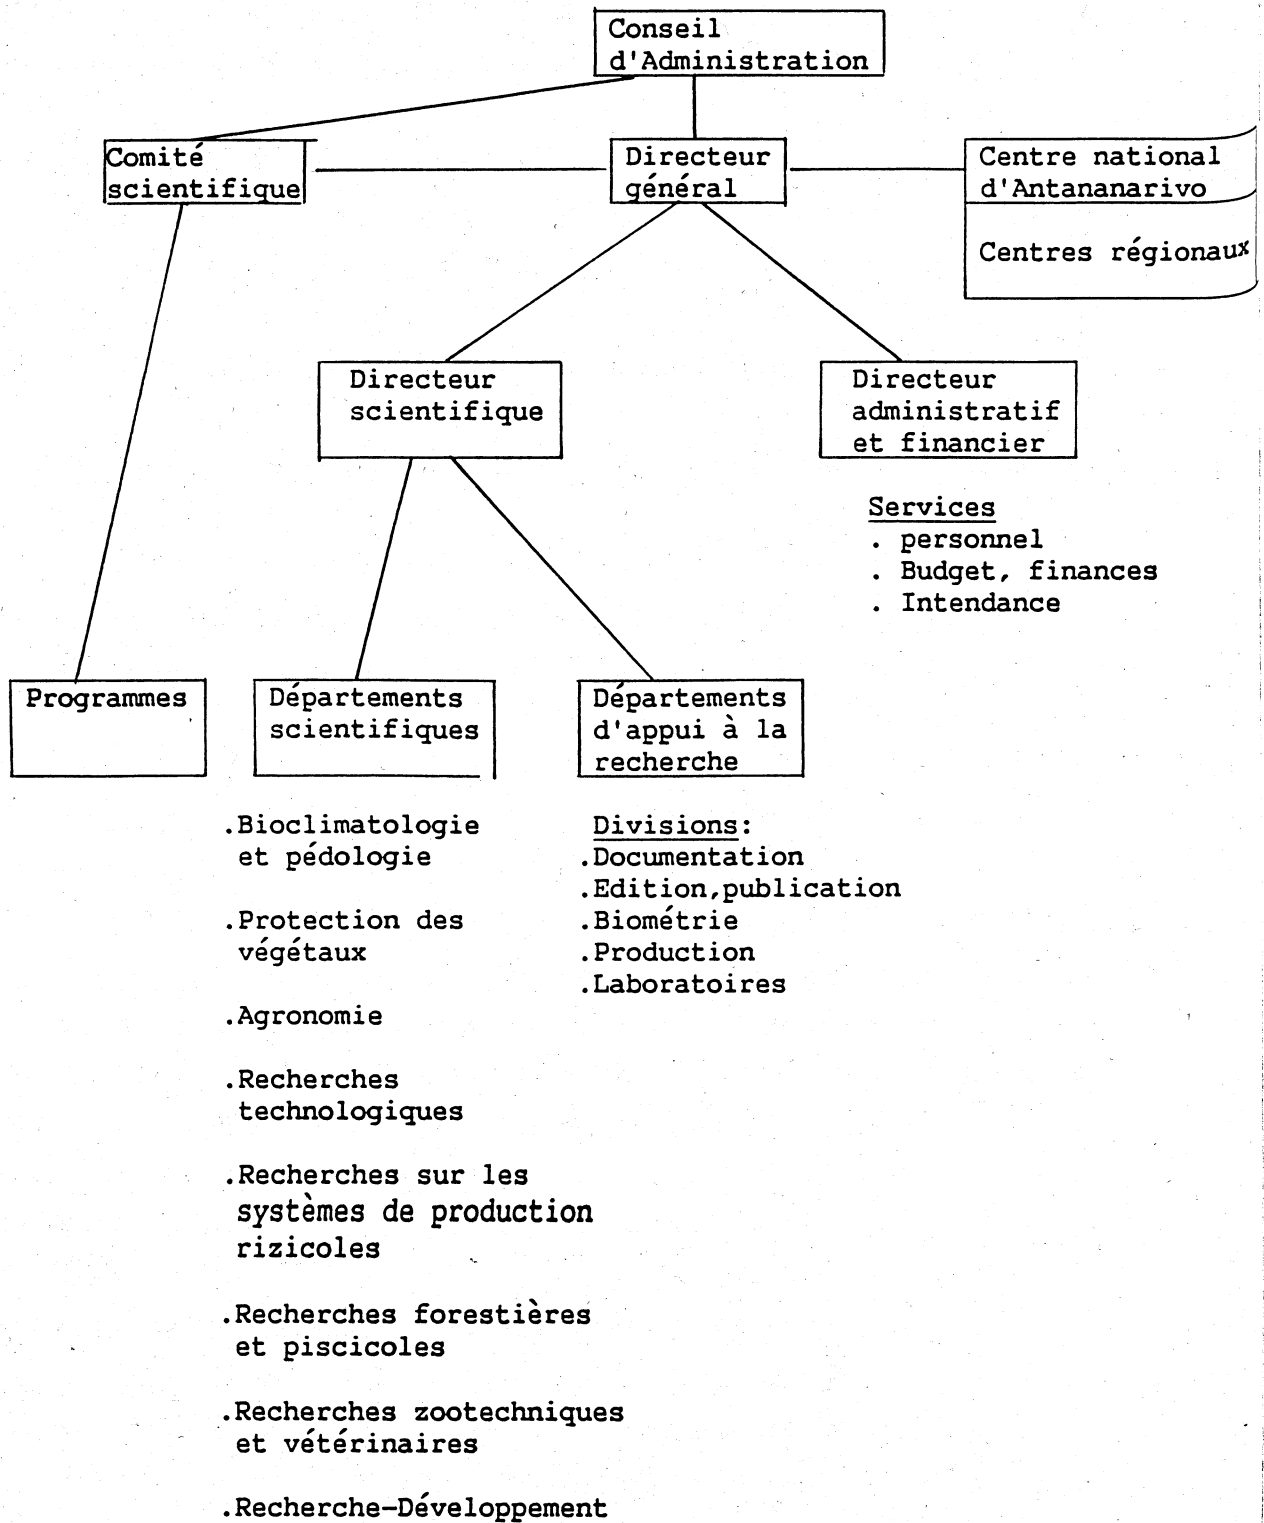 Conseil
d'Administration
Comité
scientifique
Directeur
général
Centre national
d'Antananarivo
Centres régionaux
Directeur
scientifique
Directeur
administratif
et financier
Services
. personnel
. Budget, finances
. Intendance
Programmes
Départements
scientifiques
Départements
d'appui à la
recherche
.Bioclimatologie
et pédologie
.Protection des
végétaux
.Agronomie
.Recherches
technologiques
.Recherches sur les
systèmes de production
rizicoles
.Recherches forestières
et piscicoles
.Recherches zootechniques
et vétérinaires
.Recherche-Développement
Divisions:
.Documentation
.Edition,publication
.Biométrie
.Production
.Laboratoires